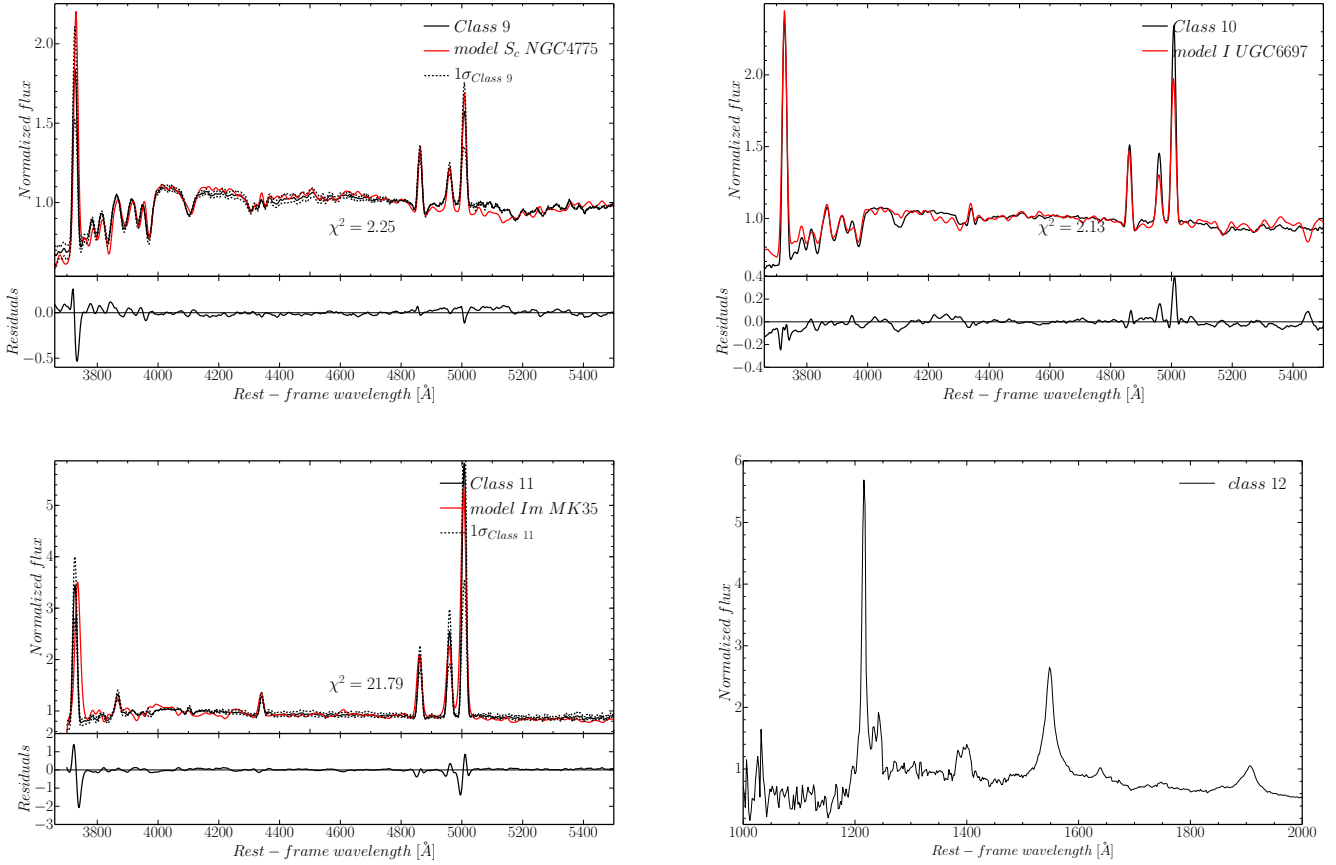 Class 9
model S_c NGC4775
1σ_Class 9
χ² = 2.25
Normalized flux
2.0
1.5
1.0
Residuals
0.0
−0.5
3800 4000 4200 4400 4600 4800 5000 5200 5400
Rest − frame wavelength [Å]
Class 10
model I UGC6697
χ² = 2.13
Normalized flux
2.0
1.5
1.0
Residuals
0.4
0.2
0.0
−0.2
−0.4
3800 4000 4200 4400 4600 4800 5000 5200 5400
Rest − frame wavelength [Å]
Class 11
model Im MK35
1σ_Class 11
χ² = 21.79
Normalized flux
5
4
3
2
1
Residuals
2
1
0
−1
−2
−3
3800 4000 4200 4400 4600 4800 5000 5200 5400
Rest − frame wavelength [Å]
class 12
Normalized flux
6
5
4
3
2
1
1000 1200 1400 1600 1800 2000
Rest − frame wavelength [Å]